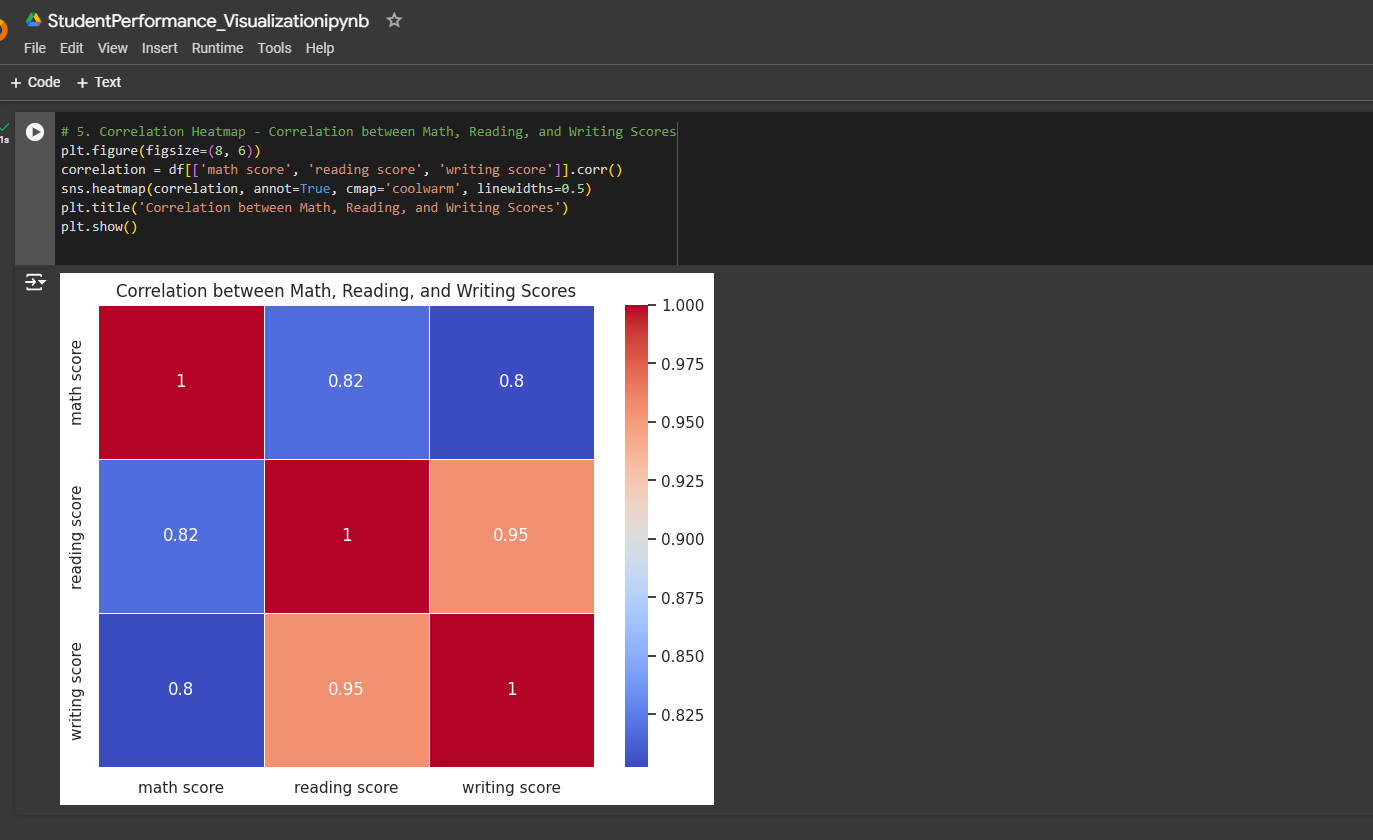 StudentPerformance_Visualizationipynb
File Edit View Insert Runtime Tools Help
+ Code + Text
1s
# 5. Correlation Heatmap - Correlation between Math, Reading, and Writing Scores
plt.figure(figsize=(8, 6))
correlation = df[['math score', 'reading score', 'writing score']].corr()
sns.heatmap(correlation, annot=True, cmap='coolwarm', linewidths=0.5)
plt.title('Correlation between Math, Reading, and Writing Scores')
plt.show()
Correlation between Math, Reading, and Writing Scores
math score
1 0.82 0.8
reading score
0.82 1 0.95
writing score
0.8 0.95 1
math score reading score writing score
1.000
0.975
0.950
0.925
0.900
0.875
0.850
0.825